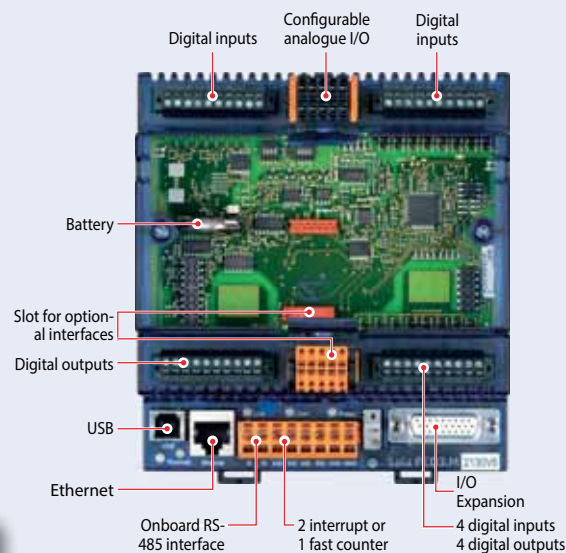 Digital inputs
Configurable
analogue I/O
Digital
inputs
Battery
Slot for option-
al interfaces
Digital outputs
USB
Ethernet
Onboard RS-
485 interface
2 interrupt or
1 fast counter
I/O
Expansion
4 digital inputs
4 digital outputs